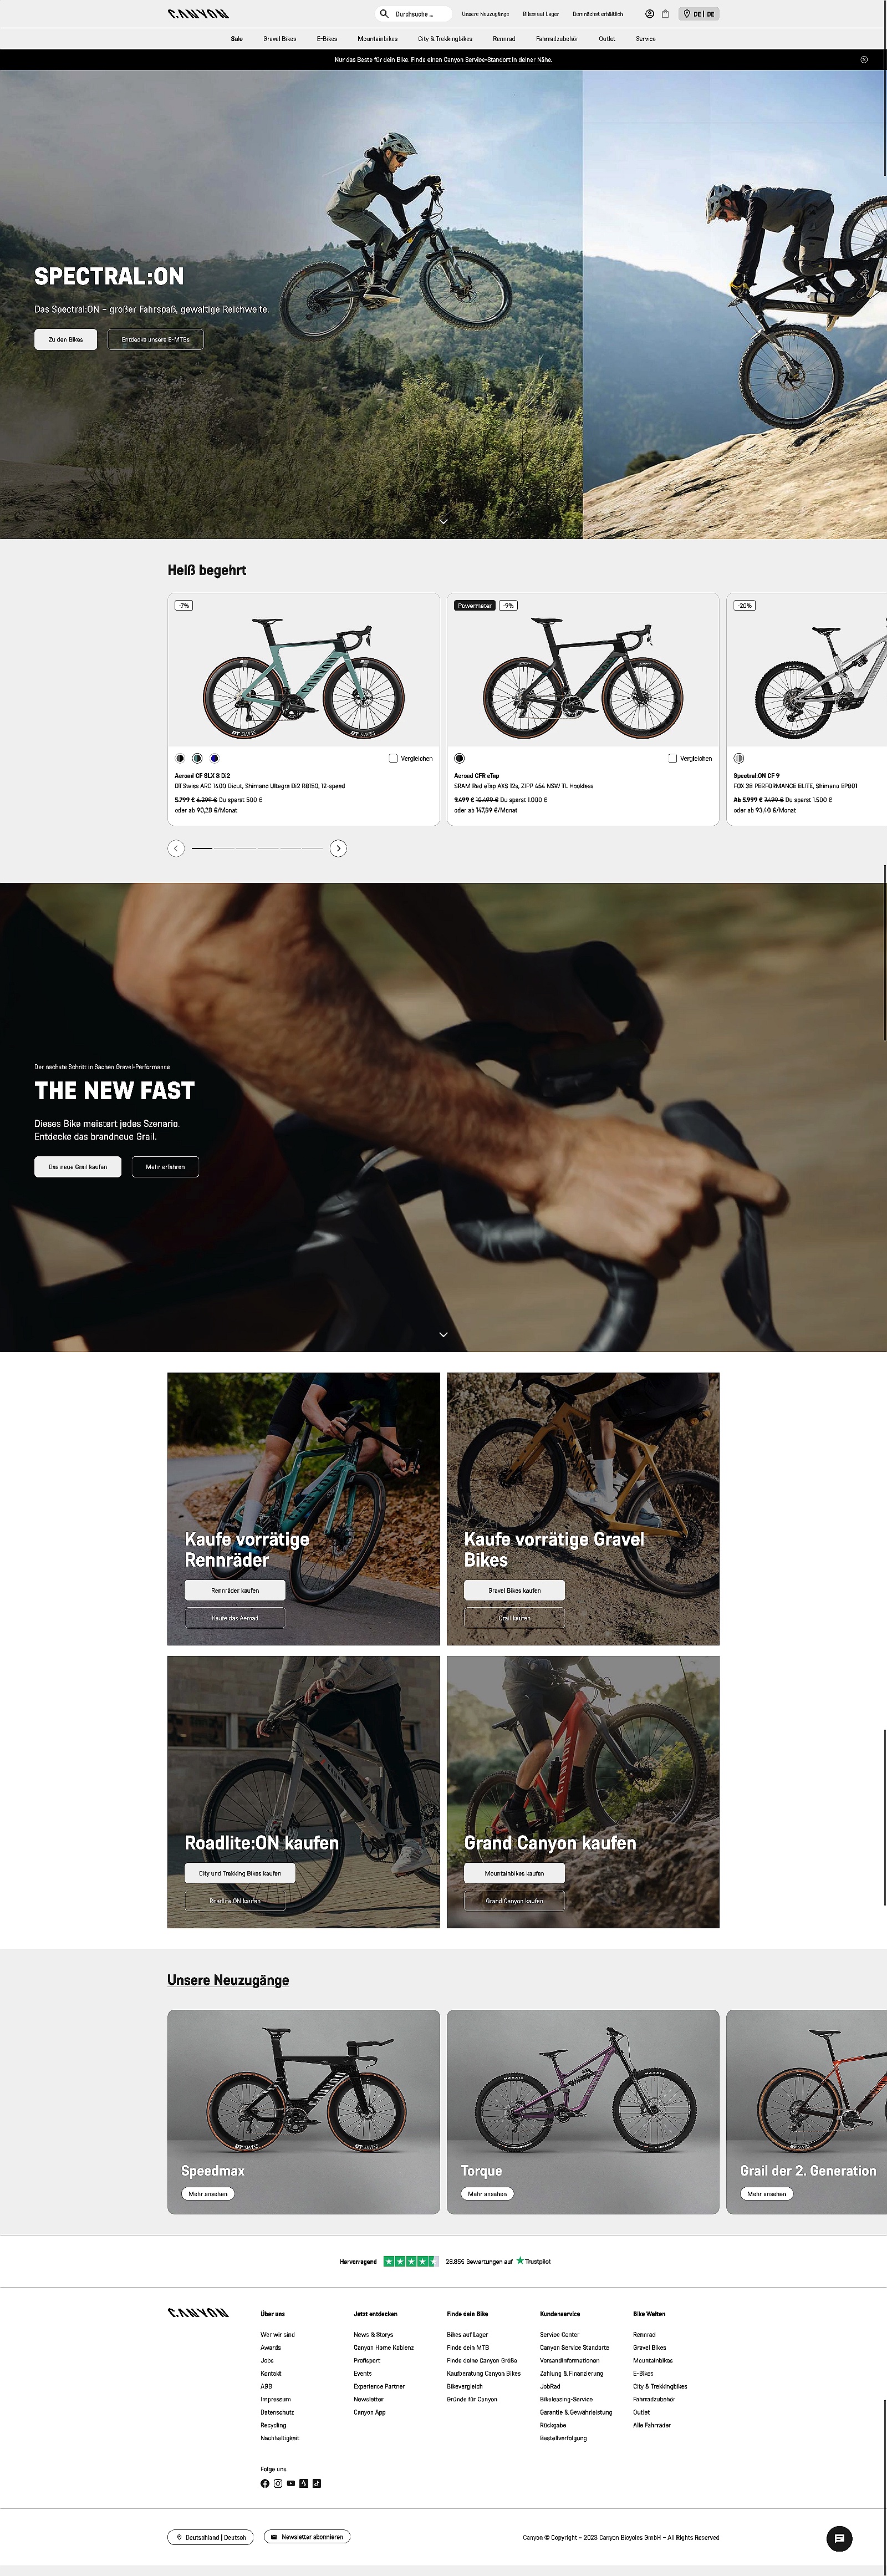 CANYON
Durchsuche ...
Unsere Neuzugänge
Bikes auf Lager
Demnächst erhältlich
DE | DE
Sale
Gravel Bikes
E-Bikes
Mountainbikes
City & Trekkingbikes
Rennrad
Fahrradzubehör
Outlet
Service
Nur das Beste für dein Bike. Finde einen Canyon Service-Standort in deiner Nähe.
SPECTRAL:ON
Das Spectral:ON – großer Fahrspaß, gewaltige Reichweite.
Zu den Bikes
Entdecke unsere E-MTBs
Heiß begehrt
-7%
CANYON
DT SWISS
Vergleichen
Aeroad CF SLX 8 Di2
DT Swiss ARC 1400 Dicut, Shimano Ultegra Di2 R8150, 12-speed
5.799 € 6.299 € Du sparst 500 €
oder ab 90,28 £/Monat
Powermeter
-9%
Vergleichen
Aeroad CFR eTap
SRAM Red eTap AXS 12s, ZIPP 454 NSW TL Hookless
9.499 € 10.499 € Du sparst 1.000 €
oder ab 147,89 £/Monat
-20%
Spectral:ON CF 9
FOX 38 PERFORMANCE ELITE, Shimano EP801
Ab 5.999 € 7.499 € Du sparst 1.500 €
oder ab 93,40 £/Monat
Der nächste Schritt in Sachen Gravel-Performance
THE NEW FAST
Dieses Bike meistert jedes Szenario.
Entdecke das brandneue Grail.
Das neue Grail kaufen
Mehr erfahren
Kaufe vorrätige
Rennräder
Rennräder kaufen
Kaufe das Aeroad
Kaufe vorrätige Gravel
Bikes
Gravel Bikes kaufen
Grail kaufen
Roadlite:ON kaufen
City und Trekking Bikes kaufen
Roadlite:ON kaufen
Grand Canyon kaufen
Mountainbikes kaufen
Grand Canyon kaufen
Unsere Neuzugänge
Speedmax
Mehr ansehen
Torque
Mehr ansehen
Grail der 2. Generation
Mehr ansehen
Hervorragend
28.855 Bewertungen auf
Trustpilot
CANYON
Über uns
Wer wir sind
Awards
Jobs
Kontakt
AGB
Impressum
Datenschutz
Recycling
Nachhaltigkeit
Jetzt entdecken
News & Storys
Canyon Home Koblenz
Profisport
Events
Experience Partner
Newsletter
Canyon App
Finde dein Bike
Bikes auf Lager
Finde dein MTB
Finde deine Canyon Größe
Kaufberatung Canyon Bikes
Bikevergleich
Gründe für Canyon
Kundenservice
Service Center
Canyon Service Standorte
Versandinformationen
Zahlung & Finanzierung
JobRad
Bikeleasing-Service
Garantie & Gewährleistung
Rückgabe
Bestellverfolgung
Bike Welten
Rennrad
Gravel Bikes
Mountainbikes
E-Bikes
City & Trekkingbikes
Fahrradzubehör
Outlet
Alle Fahrräder
Folge uns
Deutschland | Deutsch
Newsletter abonnieren
Canyon © Copyright – 2023 Canyon Bicycles GmbH – All Rights Reserved